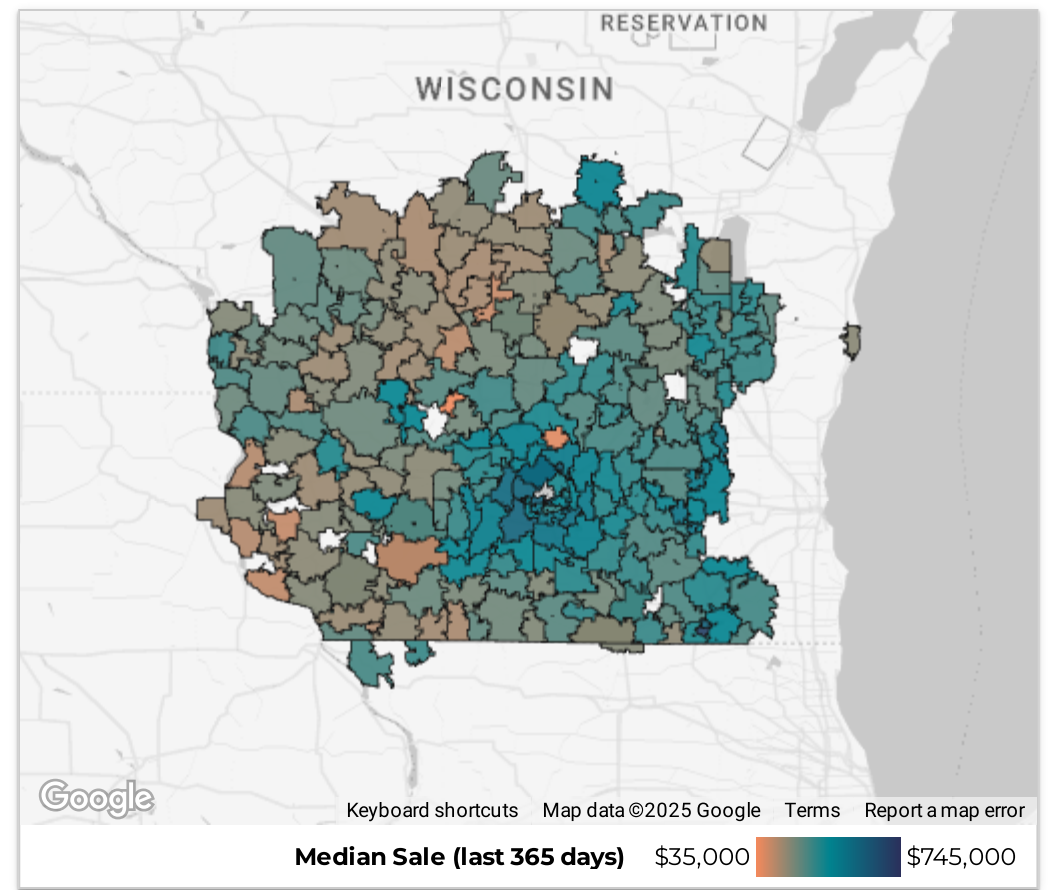 RESERVATION
WISCONSIN
Google
Keyboard shortcuts Map data ©2025 Google Terms Report a map error
Median Sale (last 365 days) $35,000 $745,000